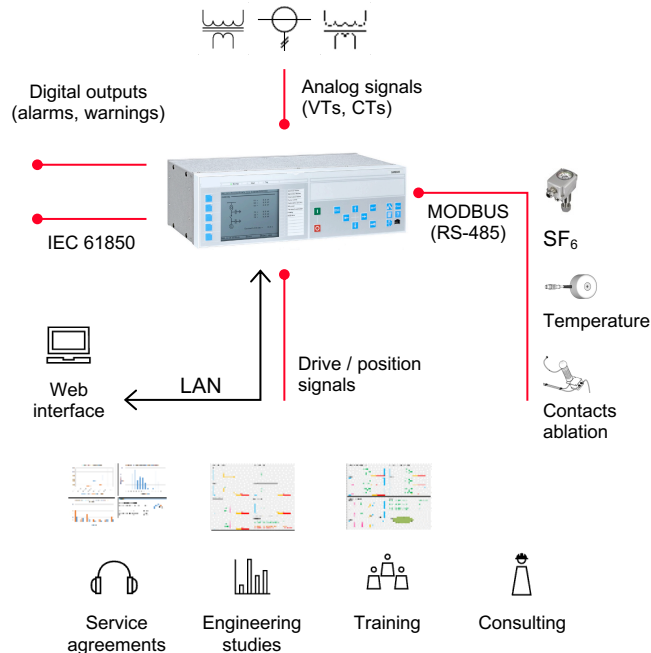 Digital outputs
(alarms, warnings)
Analog signals
(VTs, CTs)
IEC 61850
MODBUS
(RS-485)
SF₆
Temperature
Contacts
ablation
Drive / position
signals
LAN
Web
interface
Service
agreements
Engineering
studies
Training
Consulting